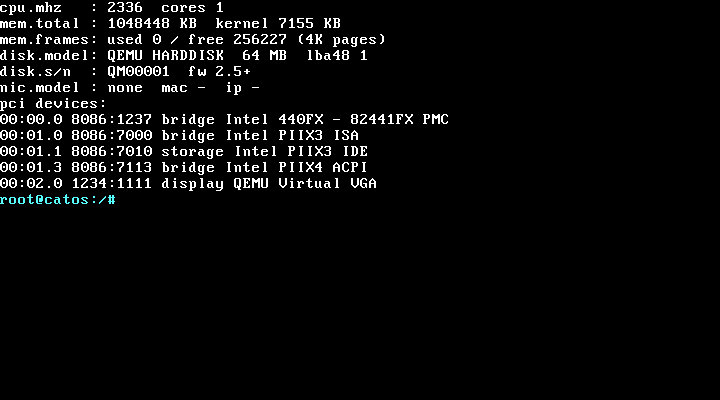 cpu.mhz   : 2336  cores 1
mem.total : 1048448 KB  kernel 7155 KB
mem.frames: used 0 / free 256227 (4K pages)
disk.model: QEMU HARDDISK  64 MB  lba48 1
disk.s/n  : QM00001  fw 2.5+
nic.model : none  mac -  ip -
pci devices:
00:00.0 8086:1237 bridge Intel 440FX - 82441FX PMC
00:01.0 8086:7000 bridge Intel PIIX3 ISA
00:01.1 8086:7010 storage Intel PIIX3 IDE
00:01.3 8086:7113 bridge Intel PIIX4 ACPI
00:02.0 1234:1111 display QEMU Virtual VGA
root@catos:/#